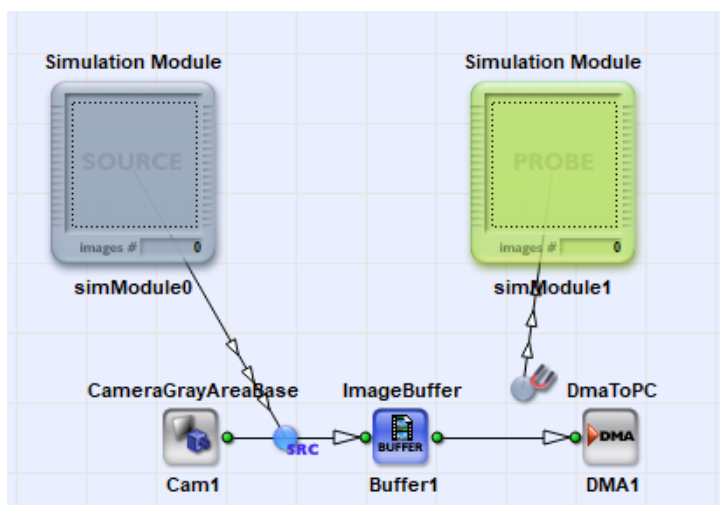 Simulation Module
Simulation Module
SOURCE
PROBE
images # 0
images # 0
simModule0
simModule1
CameraGrayAreaBase
ImageBuffer
DmaToPC
SRC
BUFFER
DMA
Cam1
Buffer1
DMA1